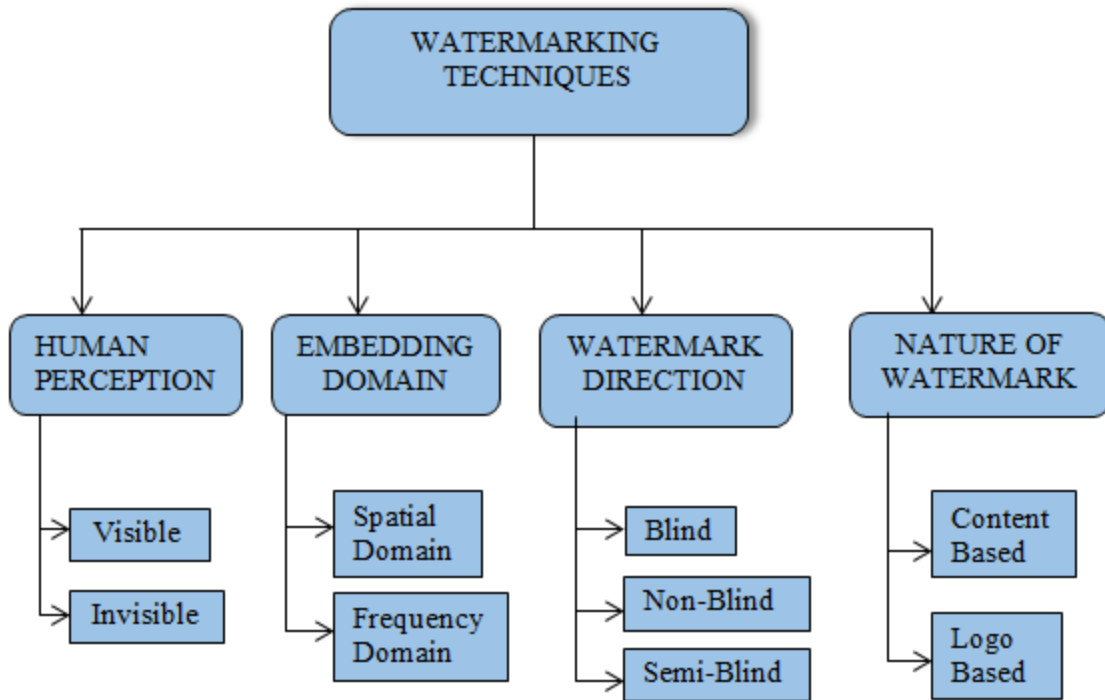 WATERMARKING
TECHNIQUES
HUMAN
PERCEPTION
EMBEDDING
DOMAIN
WATERMARK
DIRECTION
NATURE OF
WATERMARK
Visible
Invisible
Spatial
Domain
Frequency
Domain
Blind
Non-Blind
Semi-Blind
Content
Based
Logo
Based